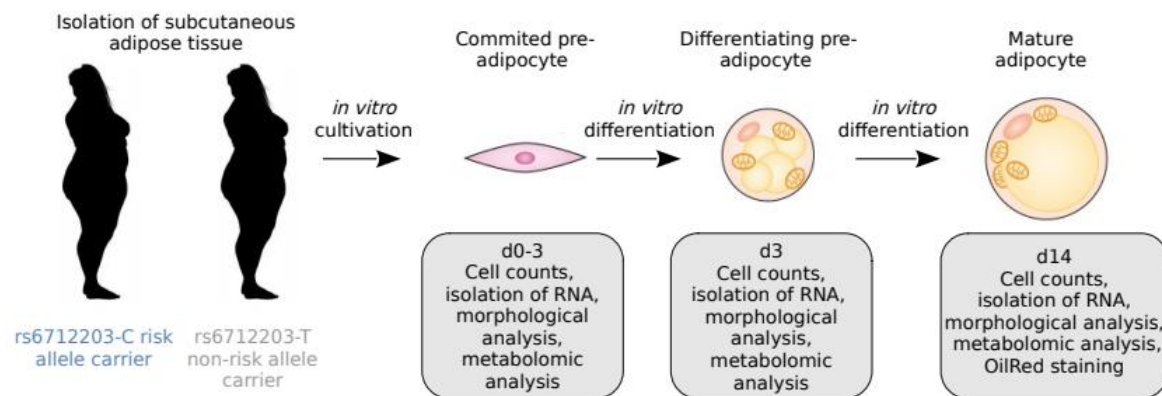 Isolation of subcutaneous
adipose tissue
Commited pre-
adipocyte
Differentiating pre-
adipocyte
Mature
adipocyte
in vitro
cultivation
in vitro
differentiation
in vitro
differentiation
rs6712203-C risk
allele carrier
rs6712203-T
non-risk allele
carrier
d0-3
Cell counts,
isolation of RNA,
morphological
analysis,
metabolomic
analysis
d3
Cell counts,
isolation of RNA,
morphological
analysis,
metabolomic
analysis
d14
Cell counts,
isolation of RNA,
morphological analysis,
metabolomic analysis,
OilRed staining